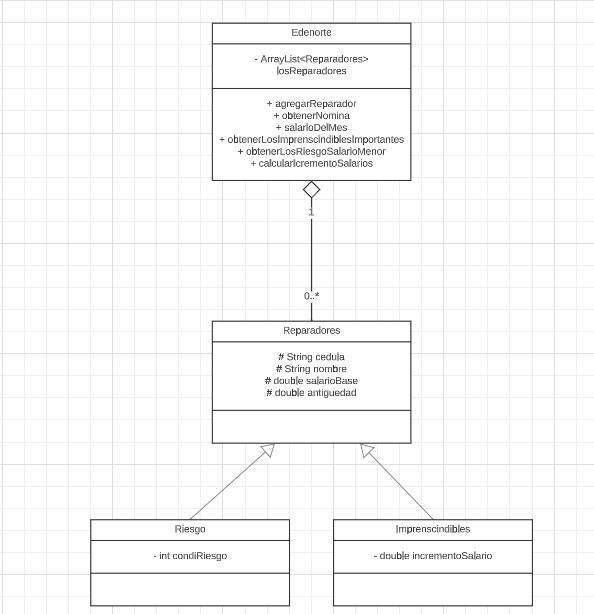 Edenorte
- ArrayList<Reparadores>
losReparadores
+ agregarReparador
+ obtenerNomina
+ salarioDelMes
+ obtenerLosImprenscindiblesImportantes
+ obtenerLosRiesgoSalarioMenor
+ calcularIcrementoSalarios
1
0..*
Reparadores
# String cedula
# String nombre
# double salarioBase
# double antiguedad
Riesgo
- int condiRiesgo
Imprenscindibles
- double incrementoSalario